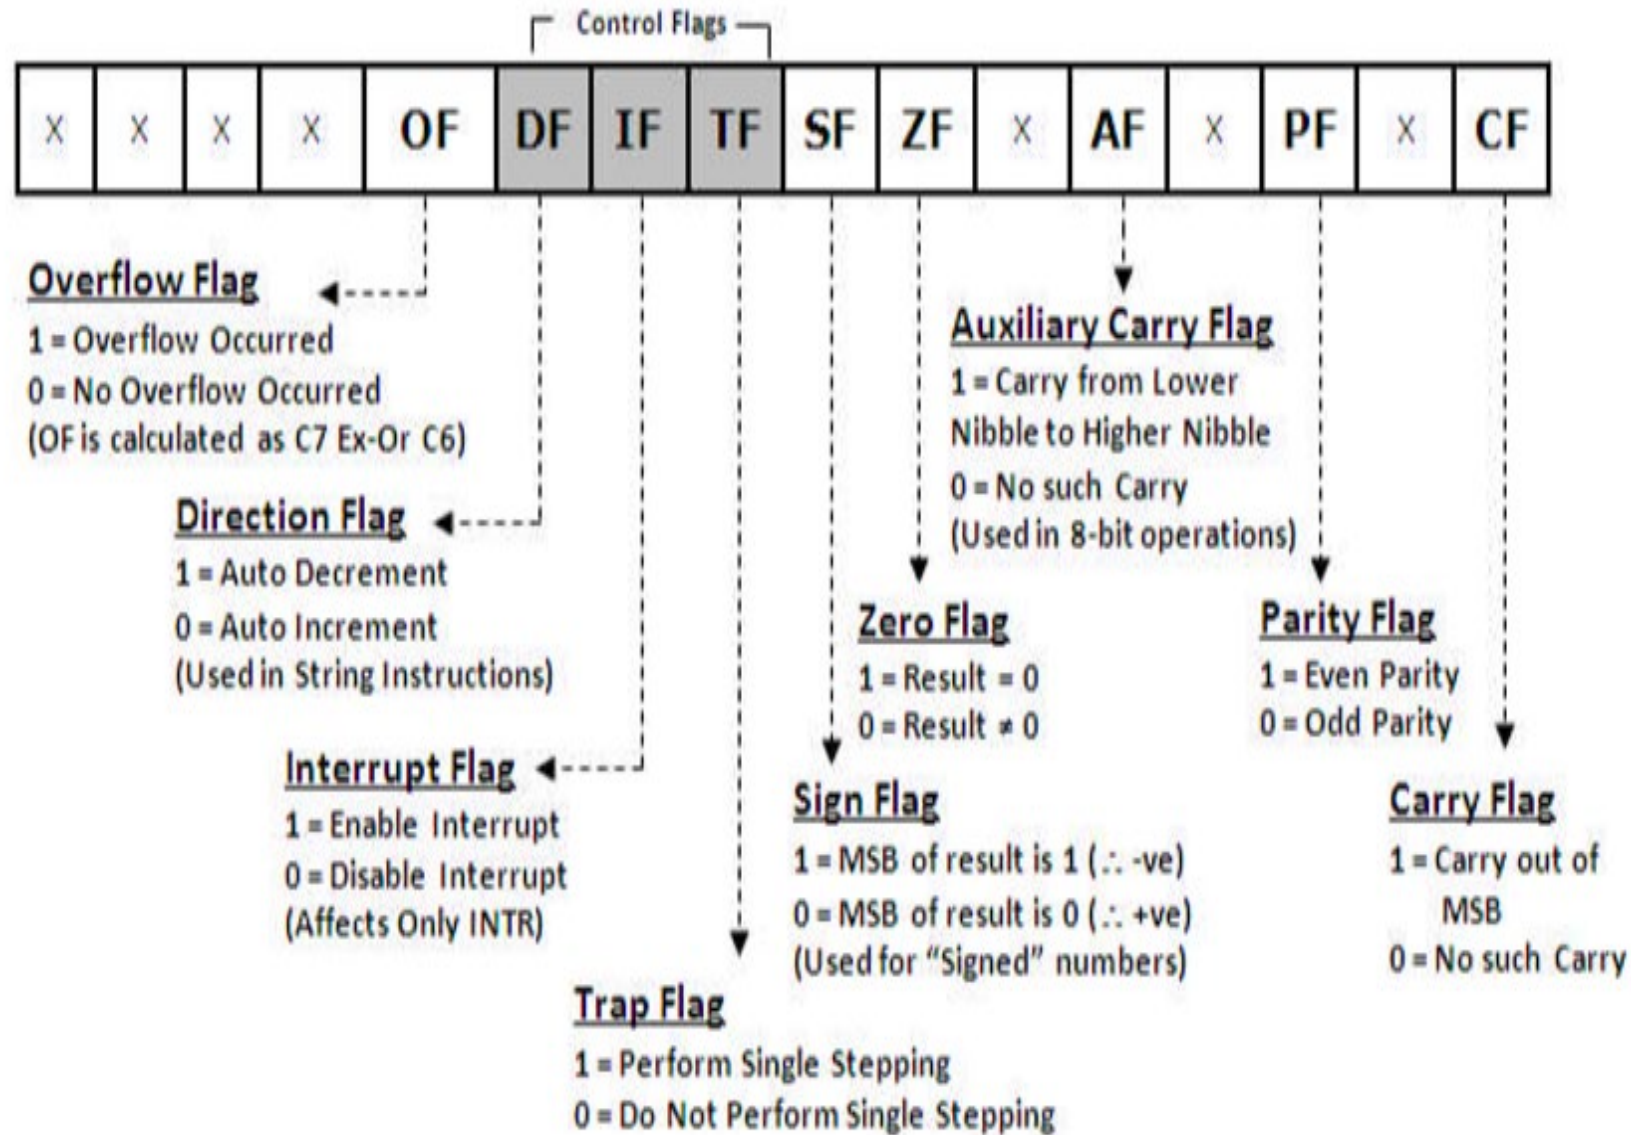 Control Flags
X X X X OF DF IF TF SF ZF X AF X PF X CF
Overflow Flag
1 = Overflow Occurred
0 = No Overflow Occurred
(OF is calculated as C7 Ex-Or C6)
Direction Flag
1 = Auto Decrement
0 = Auto Increment
(Used in String Instructions)
Interrupt Flag
1 = Enable Interrupt
0 = Disable Interrupt
(Affects Only INTR)
Trap Flag
1 = Perform Single Stepping
0 = Do Not Perform Single Stepping
Sign Flag
1 = MSB of result is 1 (∴ -ve)
0 = MSB of result is 0 (∴ +ve)
(Used for “Signed” numbers)
Zero Flag
1 = Result = 0
0 = Result ≠ 0
Auxiliary Carry Flag
1 = Carry from Lower
Nibble to Higher Nibble
0 = No such Carry
(Used in 8-bit operations)
Parity Flag
1 = Even Parity
0 = Odd Parity
Carry Flag
1 = Carry out of
MSB
0 = No such Carry